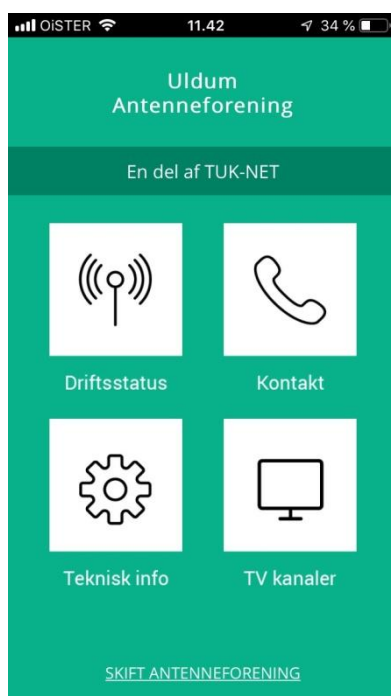 OiSTER 11.42 34 %
Uldum
Antenneforening
En del af TUK-NET
Driftsstatus Kontakt
Teknisk info TV kanaler
SKIFT ANTENNEFORENING